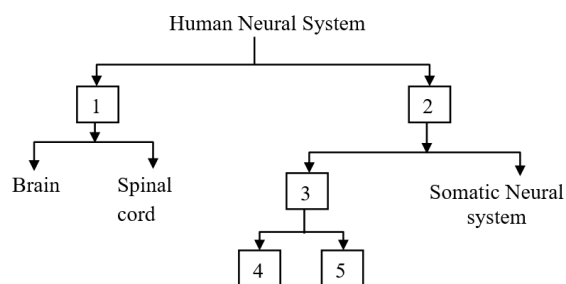 Human Neural System
1
2
Brain
Spinal
cord
3
Somatic Neural
system
4
5